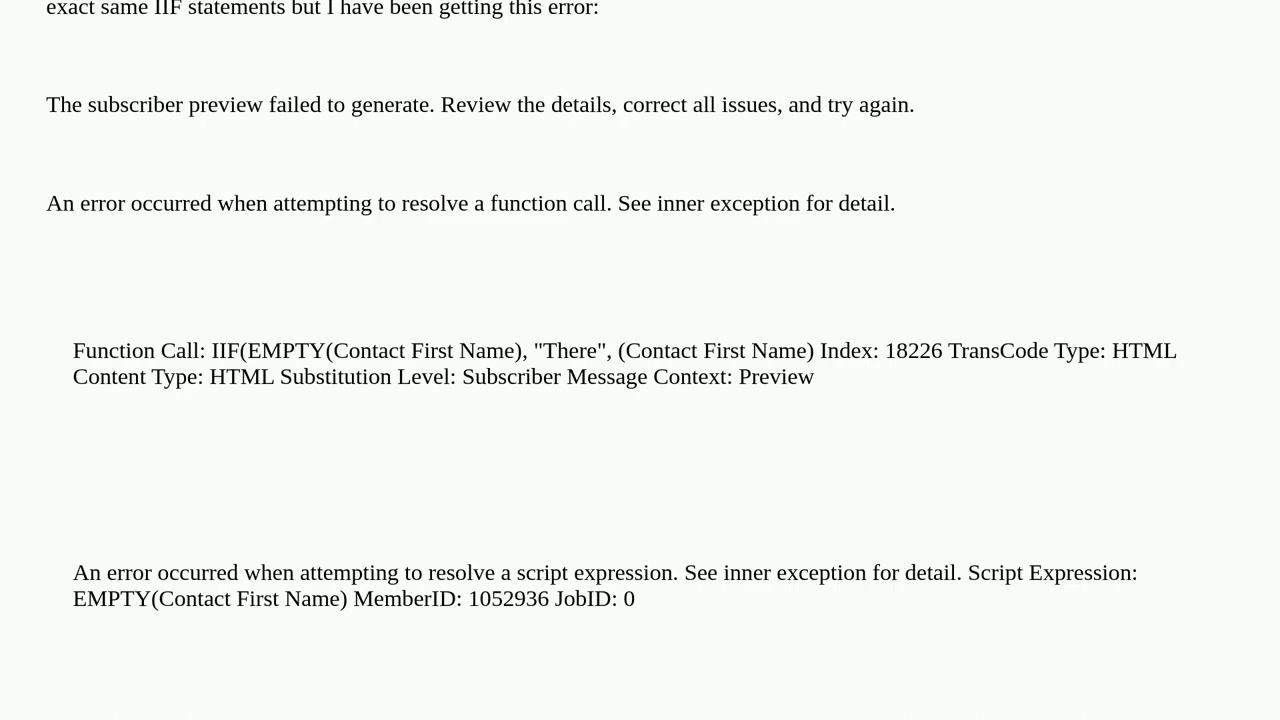 exact same IIF statements but I have been getting this error:
The subscriber preview failed to generate. Review the details, correct all issues, and try again.
An error occurred when attempting to resolve a function call. See inner exception for detail.
Function Call: IIF(EMPTY(Contact First Name), "There", (Contact First Name) Index: 18226 TransCode Type: HTML
Content Type: HTML Substitution Level: Subscriber Message Context: Preview
An error occurred when attempting to resolve a script expression. See inner exception for detail. Script Expression:
EMPTY(Contact First Name) MemberID: 1052936 JobID: 0